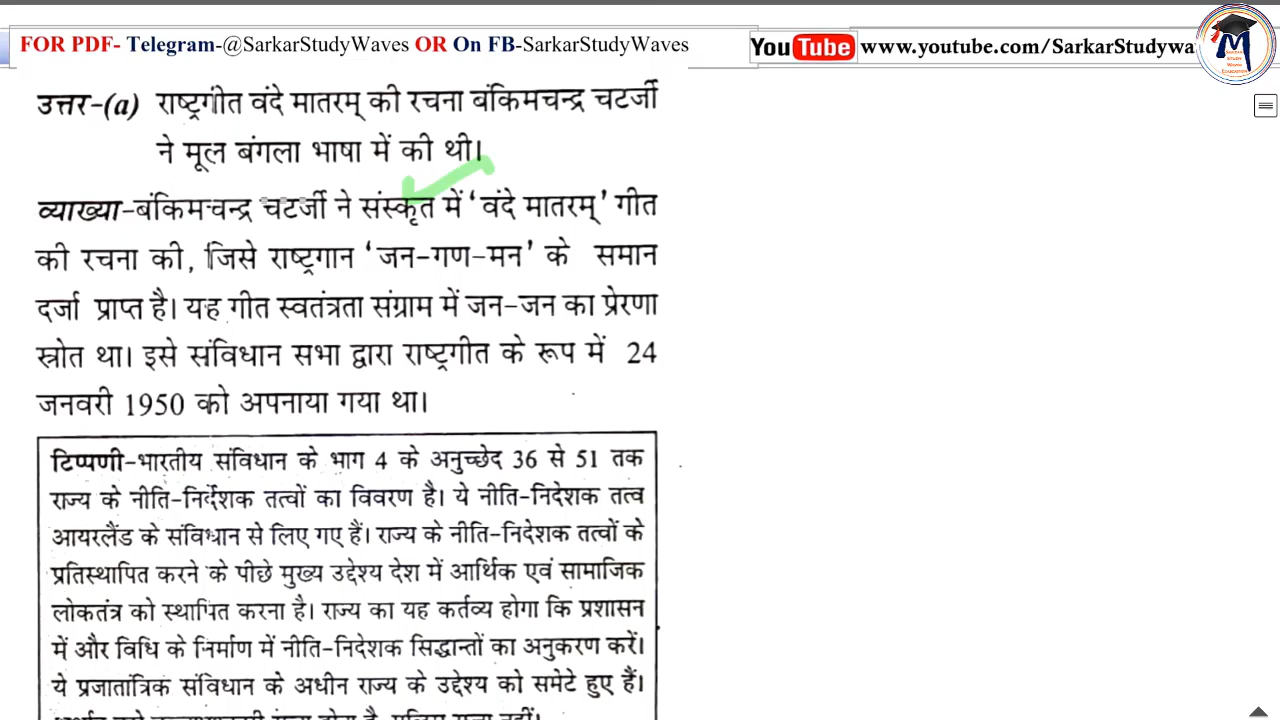 FOR PDF- Telegram-@SarkarStudyWaves OR On FB-SarkarStudyWaves
YouTube www.youtube.com/SarkarStudywa
SARKAR STUDY WAVES EDUCATION
उत्तर-(a) राष्ट्रगीत वंदे मातरम् की रचना बंकिमचन्द्र चटर्जी
ने मूल बंगला भाषा में की थी।
व्याख्या-बंकिमचन्द्र चटर्जी ने संस्कृत में ‘वंदे मातरम्’ गीत
की रचना की, जिसे राष्ट्रगान ‘जन-गण-मन’ के समान
दर्जा प्राप्त है। यह गीत स्वतंत्रता संग्राम में जन-जन का प्रेरणा
स्त्रोत था। इसे संविधान सभा द्वारा राष्ट्रगीत के रूप में 24
जनवरी 1950 को अपनाया गया था।
टिप्पणी-भारतीय संविधान के भाग 4 के अनुच्छेद 36 से 51 तक
राज्य के नीति-निर्देशक तत्वों का विवरण है। ये नीति-निदेशक तत्व
आयरलैंड के संविधान से लिए गए हैं। राज्य के नीति-निदेशक तत्वों के
प्रतिस्थापित करने के पीछे मुख्य उद्देश्य देश में आर्थिक एवं सामाजिक
लोकतंत्र को स्थापित करना है। राज्य का यह कर्तव्य होगा कि प्रशासन
में और विधि के निर्माण में नीति-निदेशक सिद्धान्तों का अनुकरण करें।
ये प्रजातांत्रिक संविधान के अधीन राज्य के उद्देश्य को समेटे हुए हैं।